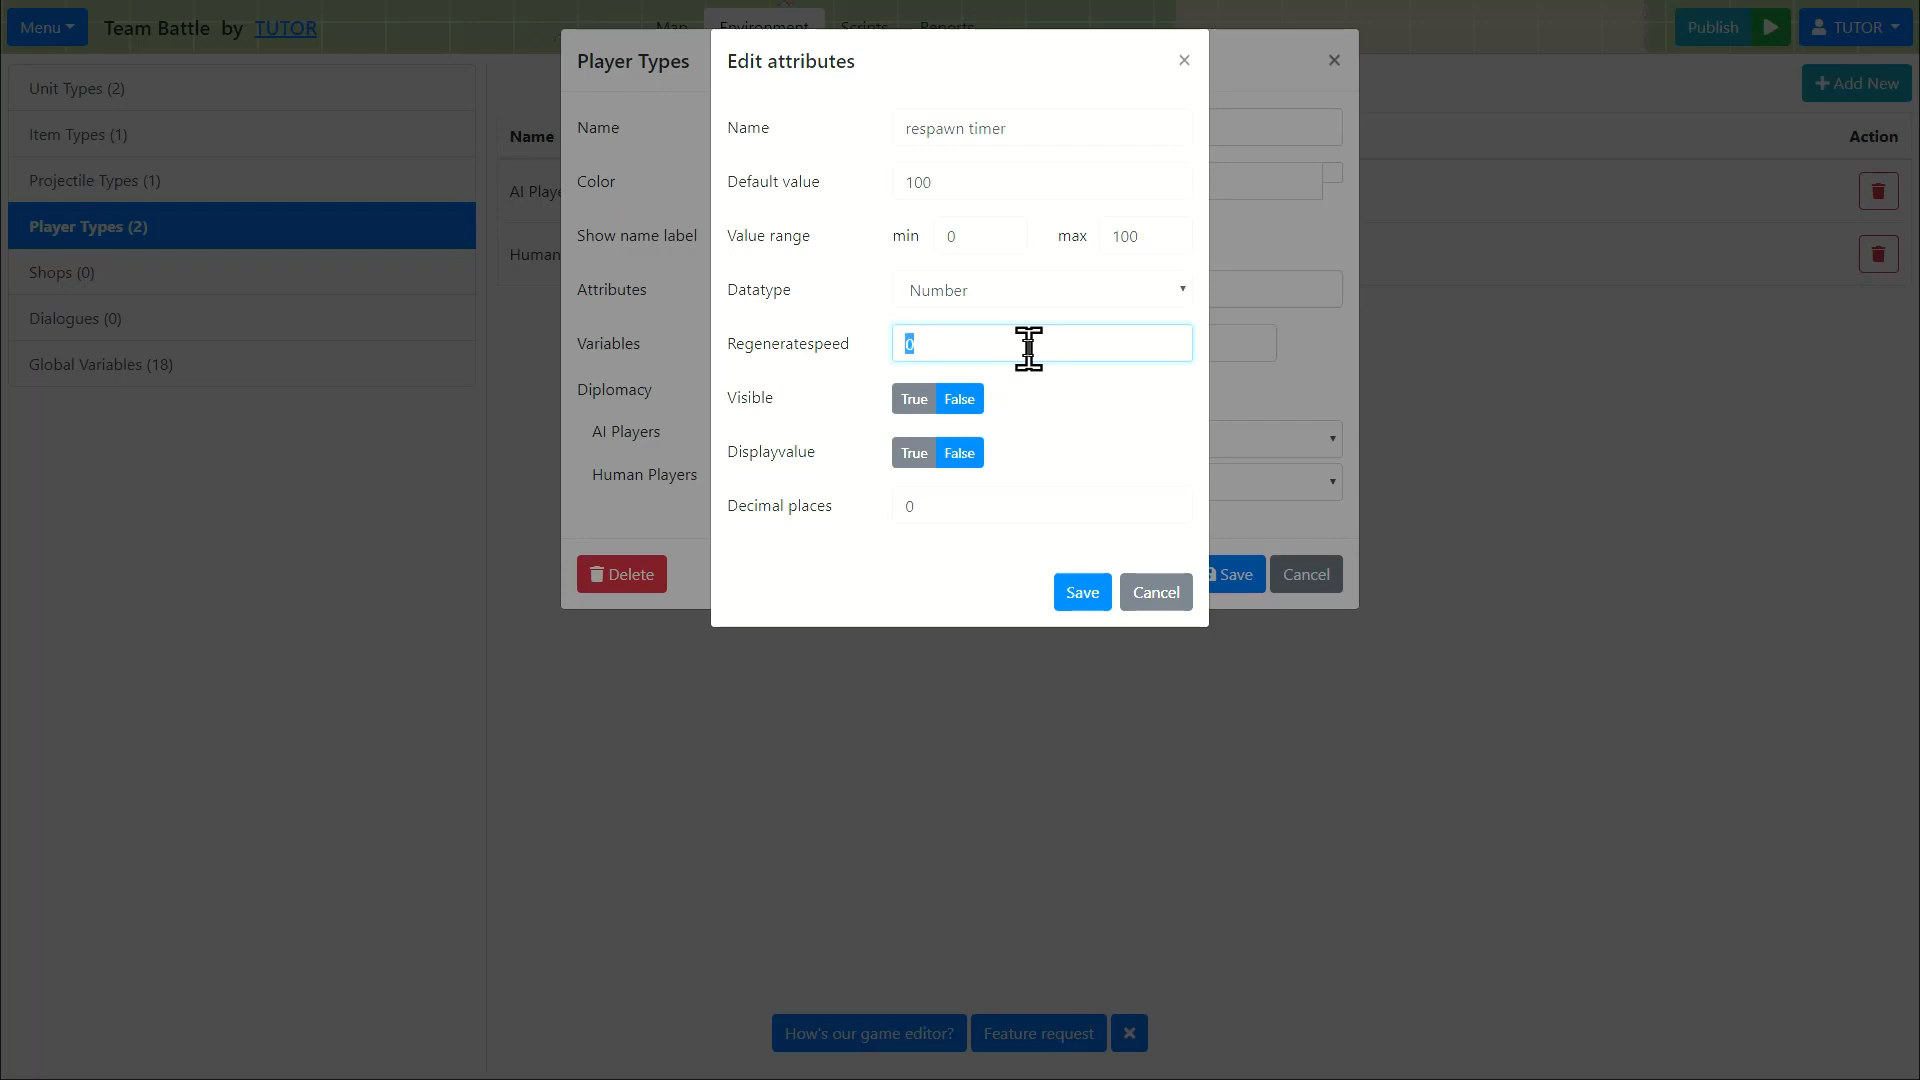 Menu
Team Battle by TUTOR
Map
Environment
Scripts
Reports
Publish
TUTOR
Unit Types (2)
Item Types (1)
Projectile Types (1)
Player Types (2)
Shops (0)
Dialogues (0)
Global Variables (18)
Add New
Name
Action
AI Playe
Human
Player Types
×
Name
Color
Show name label
Attributes
Variables
Diplomacy
AI Players
Human Players
Delete
Save
Cancel
Edit attributes
×
Name
respawn timer
Default value
100
Value range
min
0
max
100
Datatype
Number
Regeneratespeed
0
Visible
True
False
Displayvalue
True
False
Decimal places
0
Save
Cancel
How's our game editor?
Feature request
×